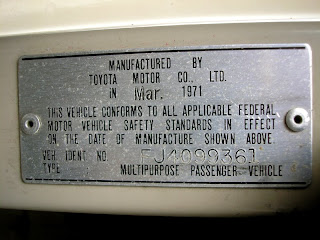 MANUFACTURED BY
TOYOTA MOTOR CO., LTD.
IN Mar. 1971
THIS VEHICLE CONFORMS TO ALL APPLICABLE FEDERAL
MOTOR VEHICLE SAFETY STANDARDS IN EFFECT
ON THE DATE OF MANUFACTURE SHOWN ABOVE.
VEH. IDENT NO. FJ4099361
TYPE MULTIPURPOSE PASSENGER VEHICLE